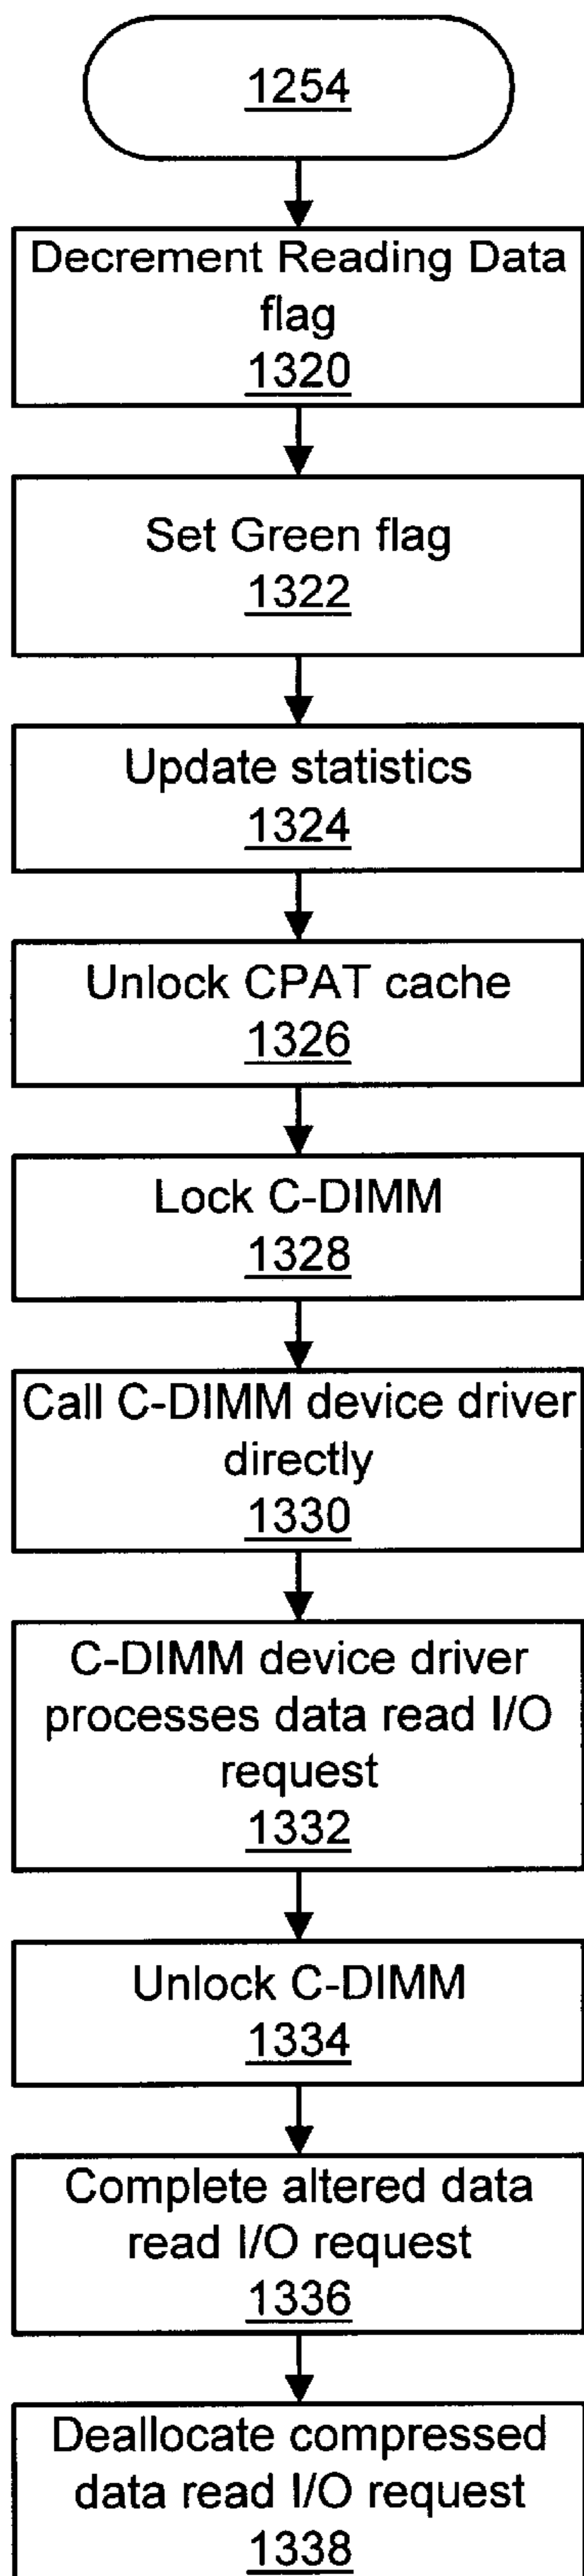 1254
Decrement Reading Data
flag
1320
Set Green flag
1322
Update statistics
1324
Unlock CPAT cache
1326
Lock C-DIMM
1328
Call C-DIMM device driver
directly
1330
C-DIMM device driver
processes data read I/O
request
1332
Unlock C-DIMM
1334
Complete altered data
read I/O request
1336
Deallocate compressed
data read I/O request
1338